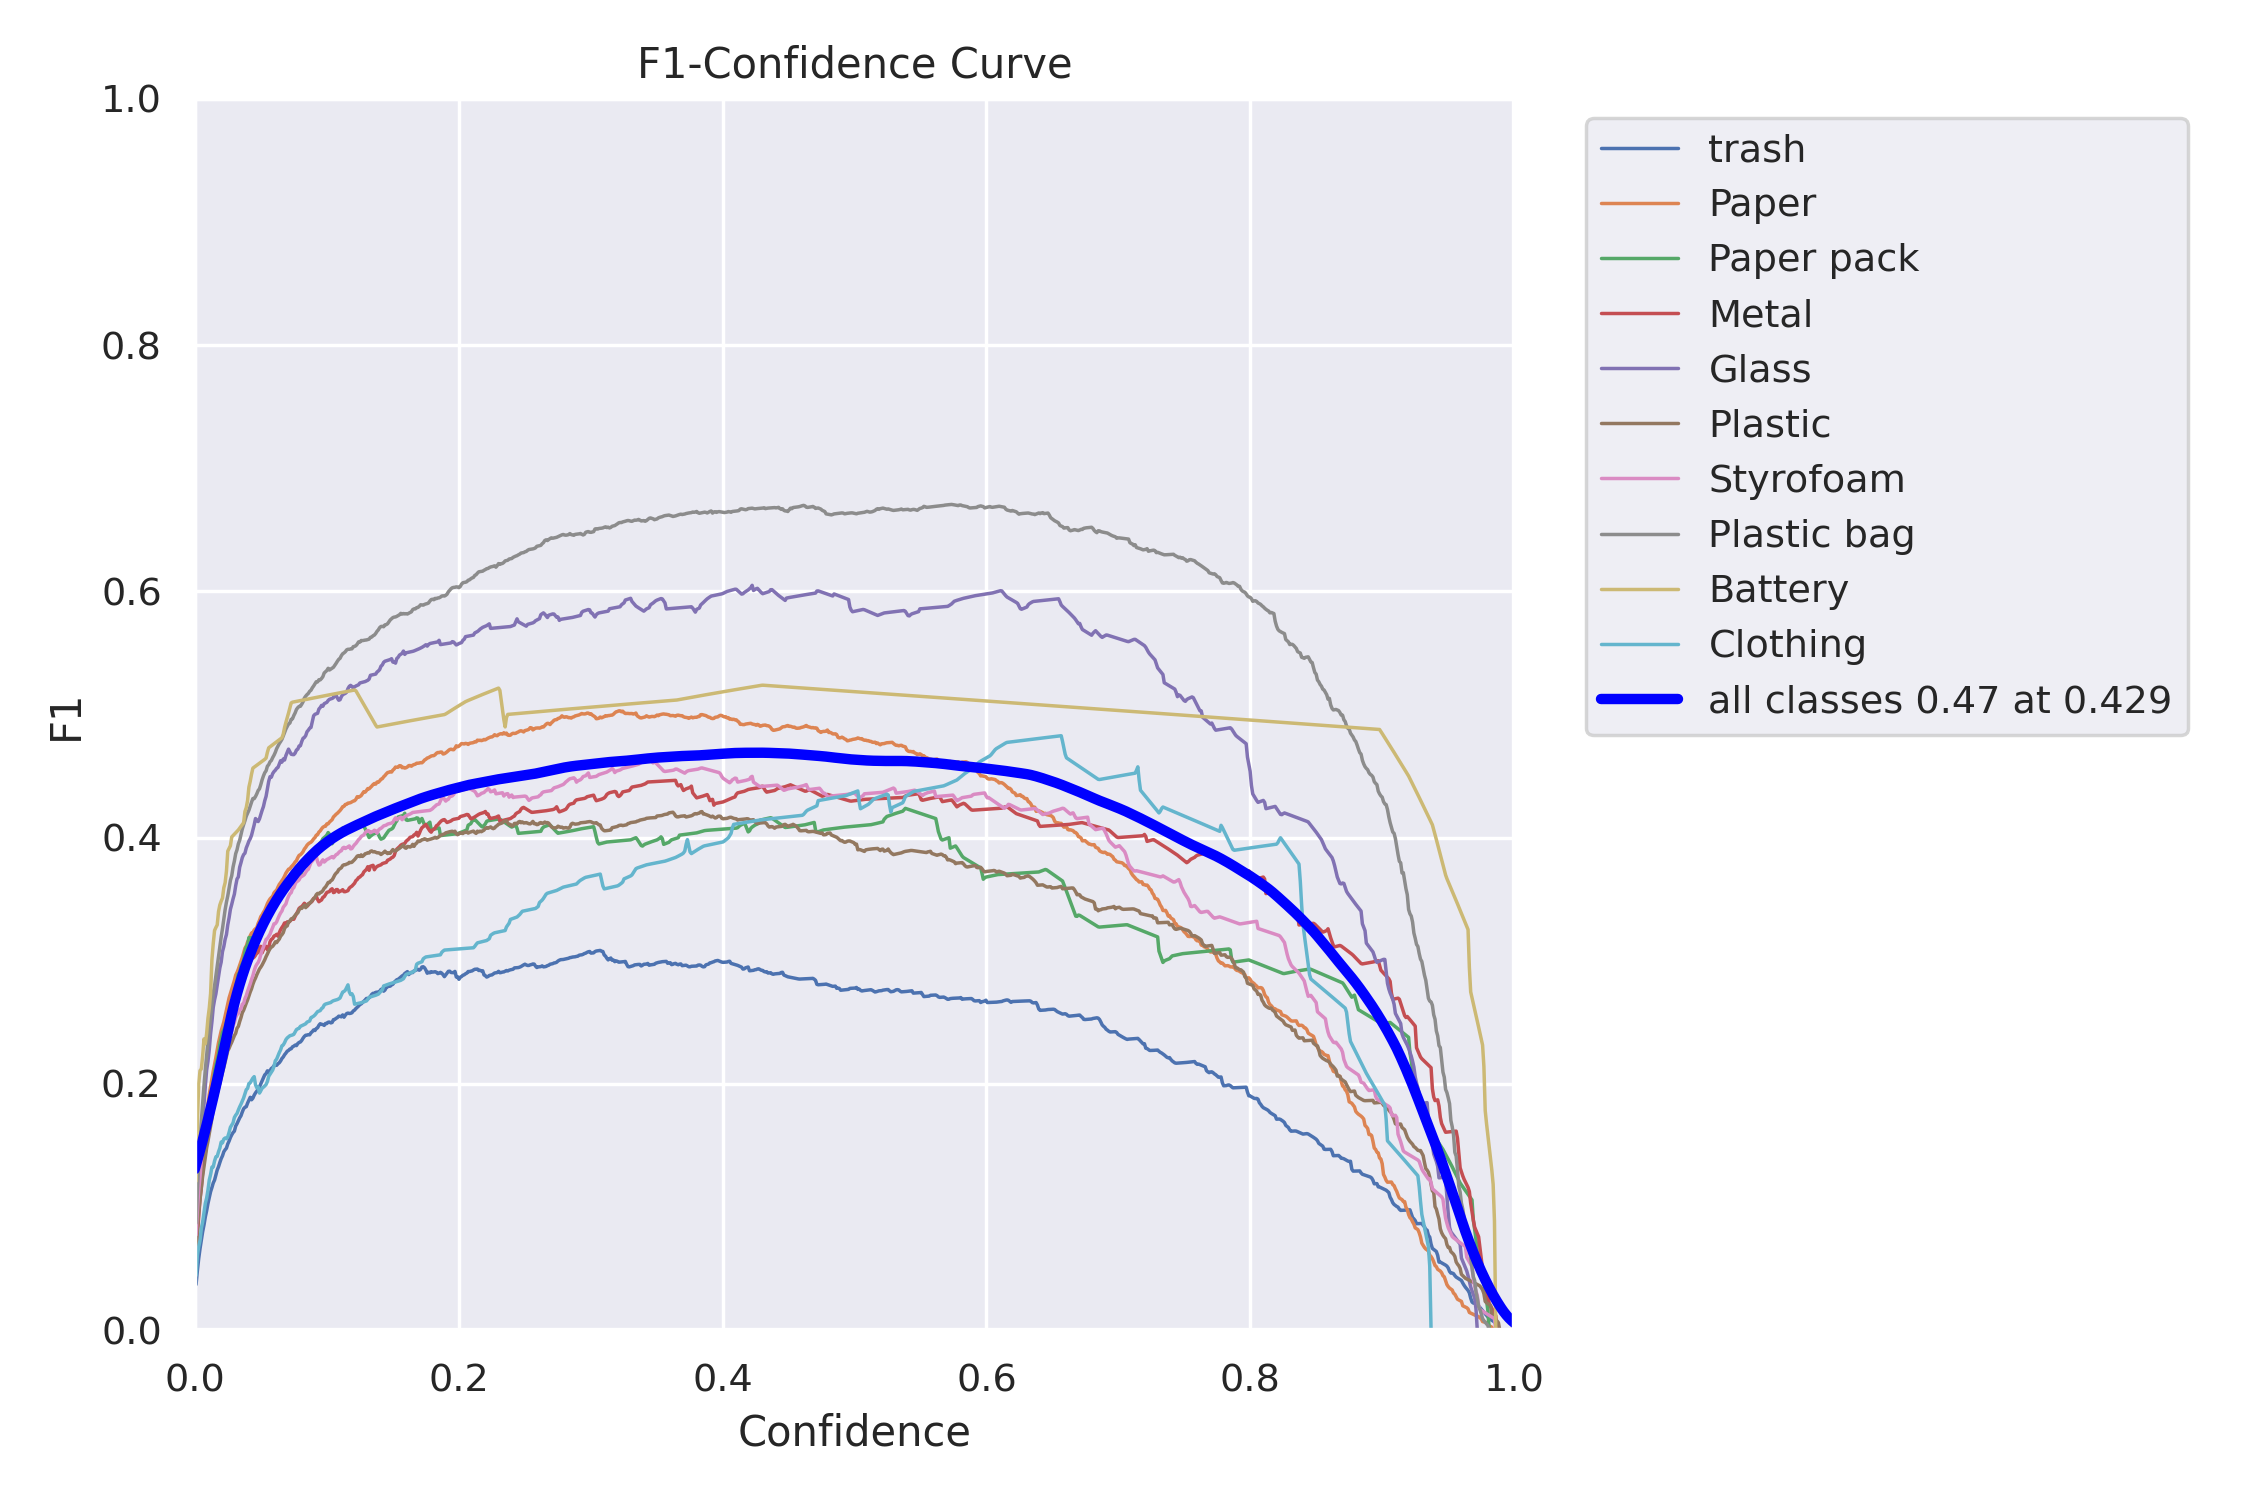 F1-Confidence Curve
1.0
0.8
0.6
0.4
0.2
0.0
F1
0.0 0.2 0.4 0.6 0.8 1.0
Confidence
trash
Paper
Paper pack
Metal
Glass
Plastic
Styrofoam
Plastic bag
Battery
Clothing
all classes 0.47 at 0.429